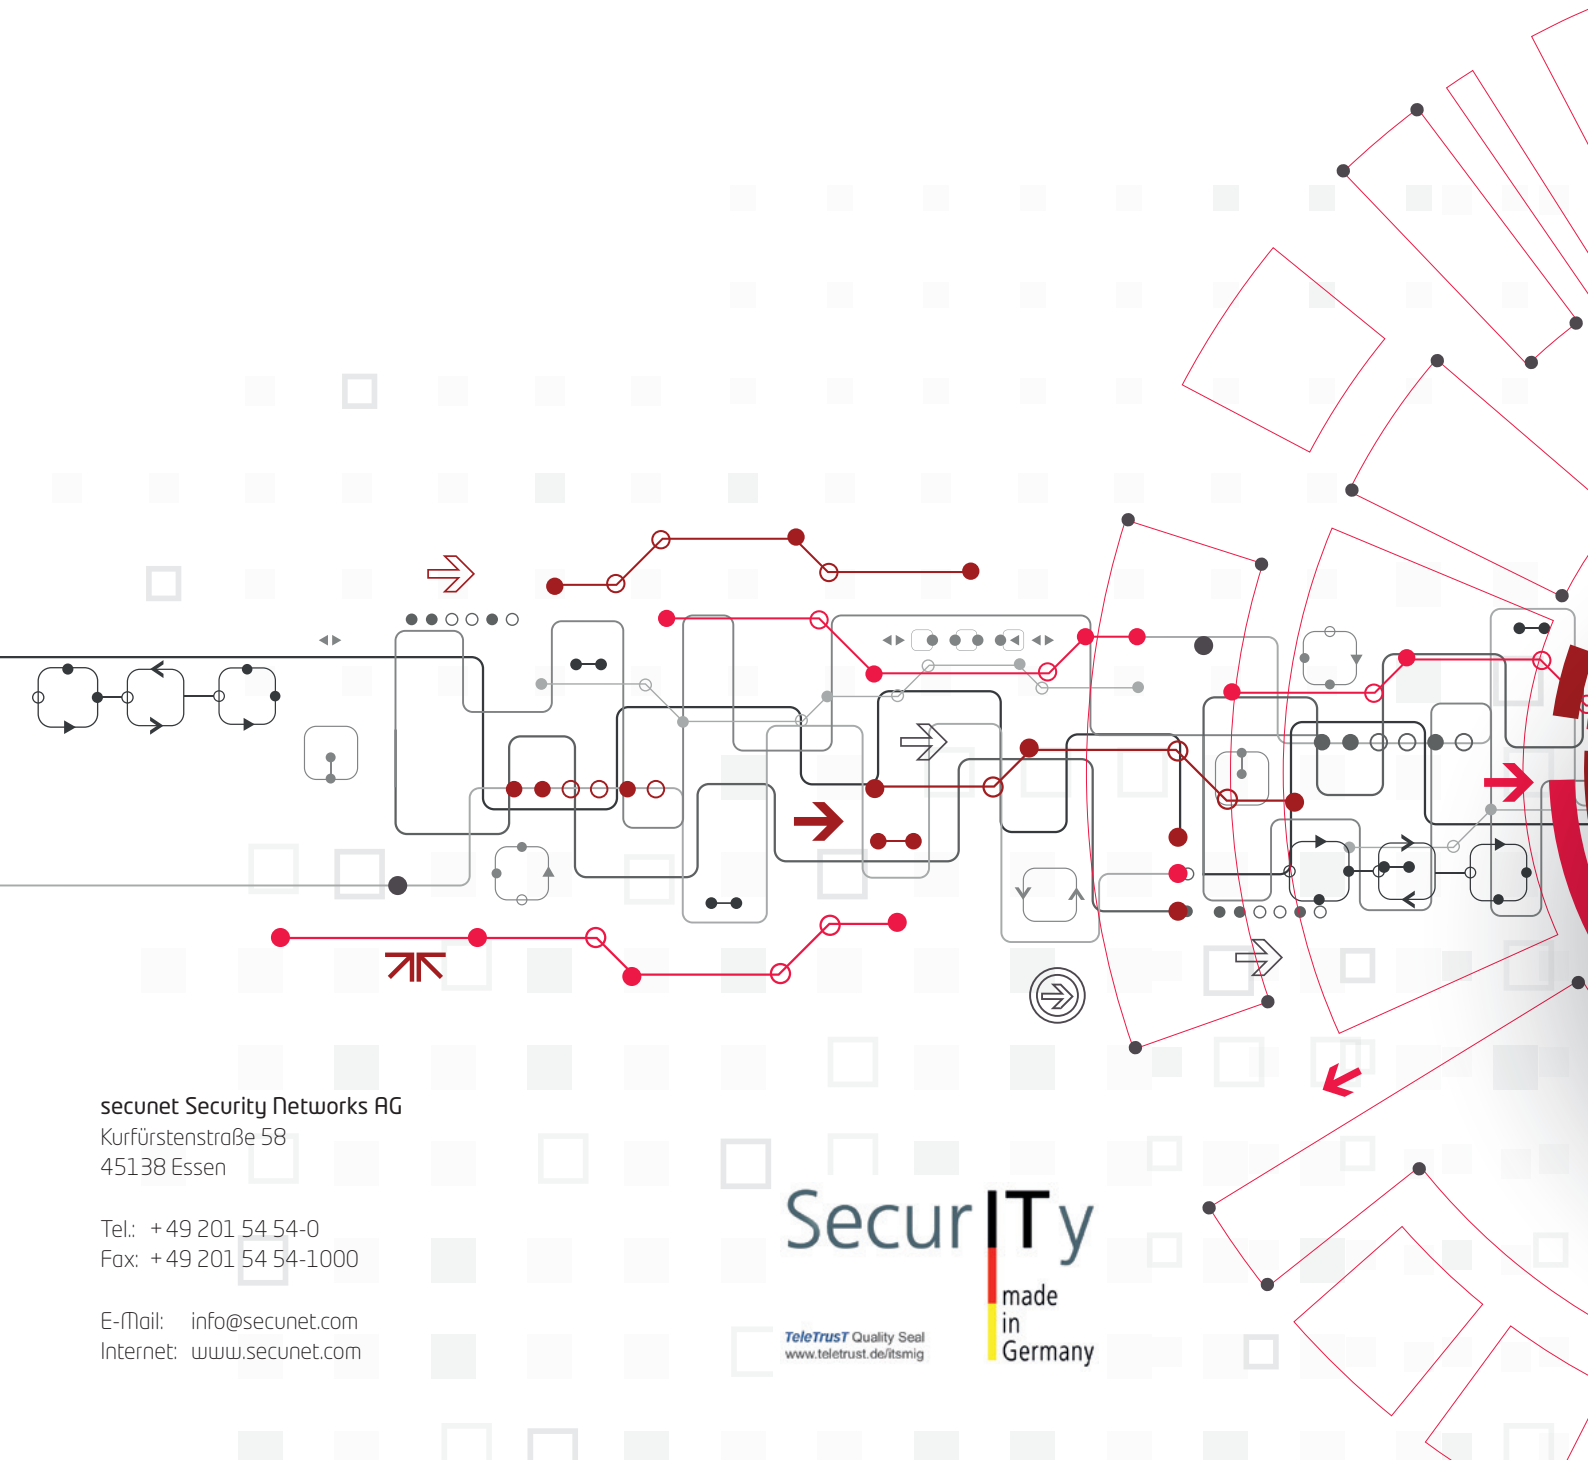 secunet Security Networks AG
Kurfürstenstraße 58
45138 Essen
Tel.: +49 201 54 54-0
Fax: +49 201 54 54-1000
E-Mail: info@secunet.com
Internet: www.secunet.com
SecurITy
made
in
Germany
TeleTrusT Quality Seal
www.teletrust.de/itsmig